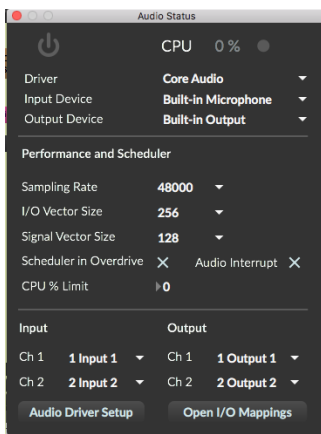 Audio Status
CPU 0 %
Driver Core Audio
Input Device Built-in Microphone
Output Device Built-in Output
Performance and Scheduler
Sampling Rate 48000
I/O Vector Size 256
Signal Vector Size 128
Scheduler in Overdrive Audio Interrupt
CPU % Limit 0
Input Output
Ch 1 1 Input 1 Ch 1 1 Output 1
Ch 2 2 Input 2 Ch 2 2 Output 2
Audio Driver Setup Open I/O Mappings